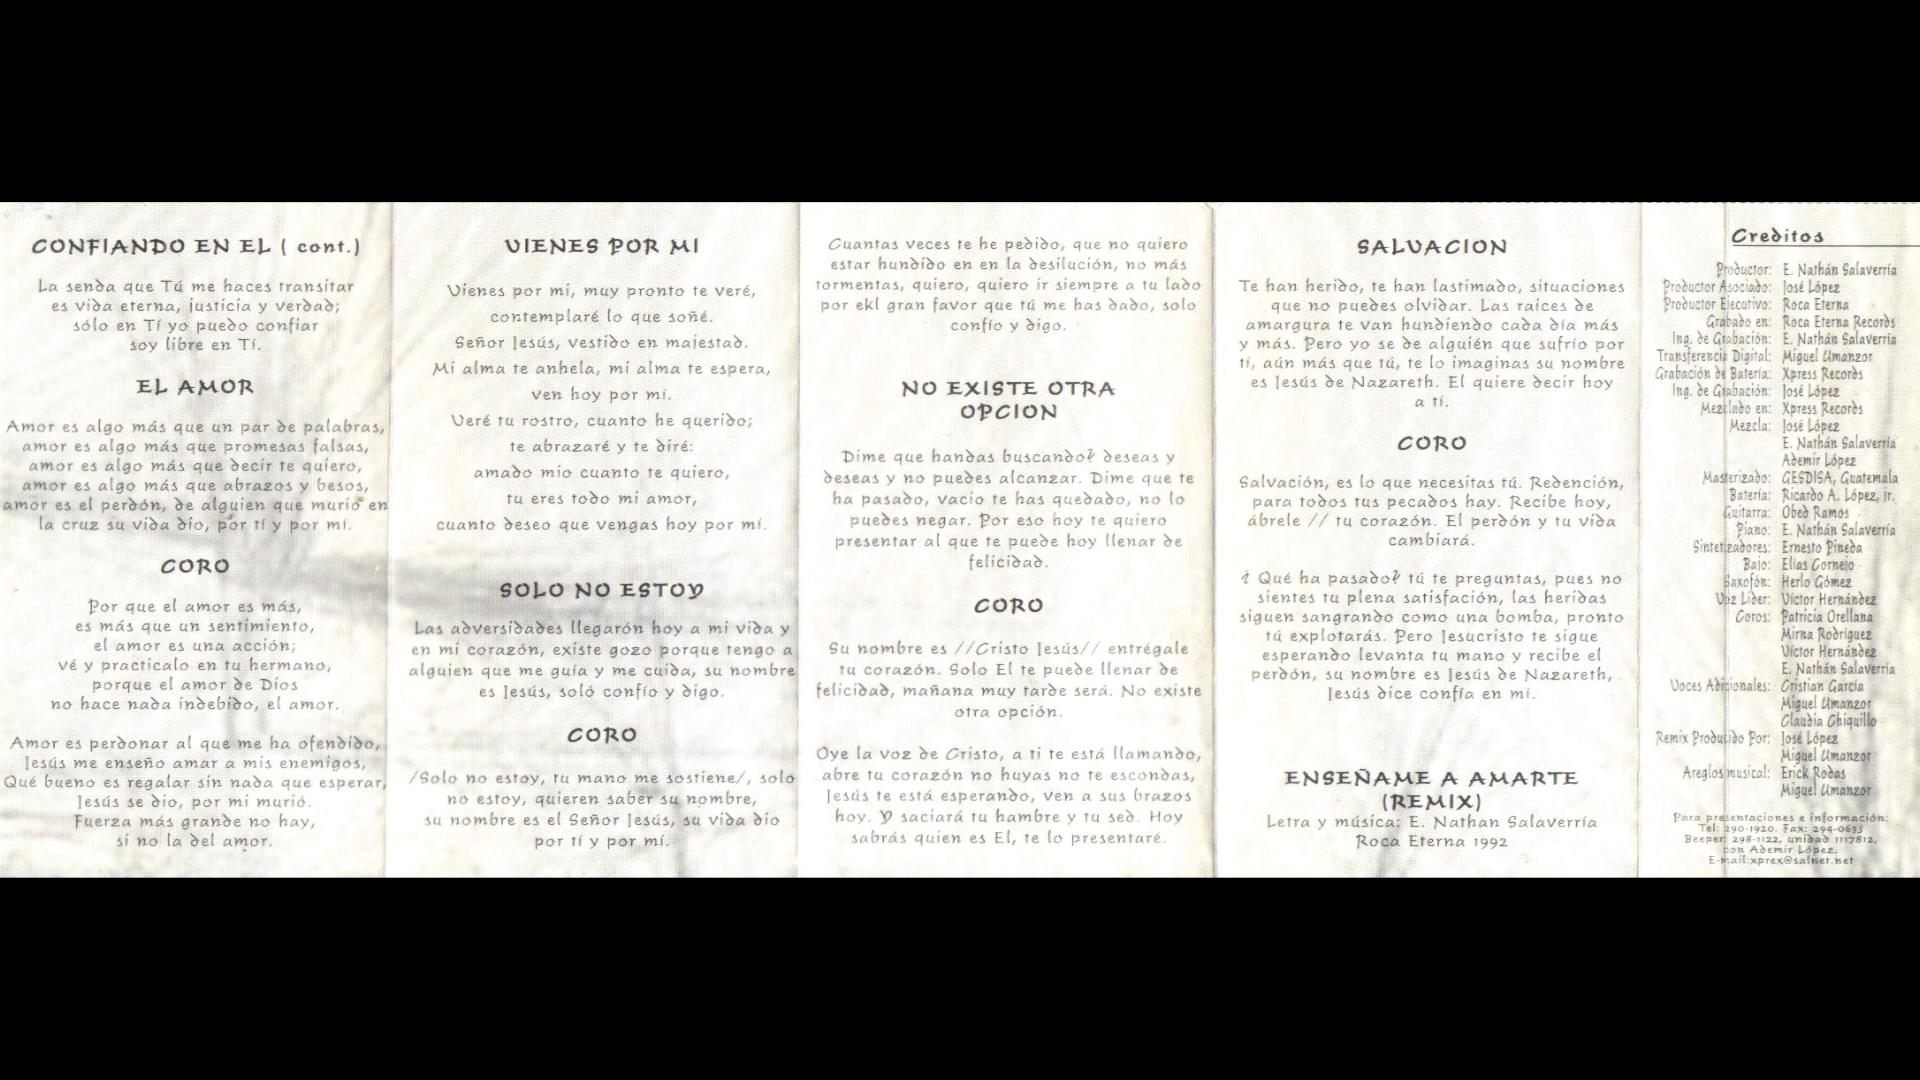 CONFIANDO EN EL ( cont.)
La senda que Tú me haces transitar
es vida eterna, justicia y verdad;
sólo en Tí yo puedo confiar
soy libre en Tí.
EL AMOR
Amor es algo más que un par de palabras,
amor es algo más que promesas falsas,
amor es algo más que decir te quiero,
amor es algo más que abrazos y besos,
amor es el perdón, de alguien que murio en
la cruz su vida dio, por tí y por mí.
CORO
Por que el amor es más,
es más que un sentimiento,
el amor es una acción;
vé y practicalo en tu hermano,
porque el amor de Dios
no hace nada indebido, el amor.
Amor es perdonar al que me ha ofendido,
Jesús me enseño amar a mis enemigos,
Qué bueno es regalar sin nada que esperar,
Jesús se dio, por mi murió.
Fuerza más grande no hay,
si no la del amor.
VIENES POR MI
Vienes por mi, muy pronto te veré,
contemplaré lo que soñé.
Señor Jesús, vestido en majestad.
Mi alma te anhela, mi alma te espera,
ven hoy por mí.
Veré tu rostro, cuanto he querido;
te abrazaré y te diré:
amado mio cuanto te quiero,
tu eres todo mi amor,
cuanto deseo que vengas hoy por mí.
SOLO NO ESTOY
Las adversidades llegarón hoy a mi vida y
en mi corazón, existe gozo porque tengo a
alguien que me guía y me cuida, su nombre
es Jesús, soló confío y digo.
CORO
/Solo no estoy, tu mano me sostiene/, solo
no estoy, quieren saber su nombre,
su nombre es el Señor Jesús, su vida dío
por tí y por mí.
Cuantas veces te he pedido, que no quiero
estar hundido en en la desilución, no más
tormentas, quiero, quiero ir siempre a tu lado
por ekl gran favor que tú me has dado, solo
confío y digo.
NO EXISTE OTRA
OPCION
Dime que handas buscando? deseas y
deseas y no puedes alcanzar. Dime que te
ha pasado, vacio te has quedado, no lo
puedes negar. Por eso hoy te quiero
presentar al que te puede hoy llenar de
felicidad.
CORO
Su nombre es //Cristo Jesús// entrégale
tu corazón. Solo El te puede llenar de
felicidad, mañana muy tarde será. No existe
otra opción.
Oye la voz de Cristo, a ti te está llamando,
abre tu corazón no huyas no te escondas,
Jesús te está esperando, ven a sus brazos
hoy. Y saciará tu hambre y tu sed. Hoy
sabrás quien es El, te lo presentaré.
SALVACION
Te han herido, te han lastimado, situaciones
que no puedes olvidar. Las raices de
amargura te van hundiendo cada día más
y más. Pero yo se de alguién que sufrío por
tí, aún más que tú, te lo imaginas su nombre
es Jesús de Nazareth. El quiere decir hoy
a tí.
CORO
Salvación, es lo que necesitas tú. Redención,
para todos tus pecados hay. Recibe hoy,
ábrele // tu corazón. El perdón y tu vida
cambiará.
? Qué ha pasado? tú te preguntas, pues no
sientes tu plena satisfación, las heridas
siguen sangrando como una bomba, pronto
tú explotarás. Pero Jesucristo te sigue
esperando levanta tu mano y recibe el
perdón, su nombre es Jesús de Nazareth,
Jesús dice confía en mí.
ENSEÑAME A AMARTE
(REMIX)
Letra y música: E. Nathan Salaverría
Roca Eterna 1992
Creditos
Productor: E. Nathán Salaverría
Productor Asociado: José López
Productor Ejecutivo: Roca Eterna
Grabado en: Roca Eterna Records
Ing. de Grabación: E. Nathán Salaverría
Transferencia Digital: Miguel Umanzor
Grabación de Batería: Xpress Records
Ing. de Grabación: José López
Mezclado en: Xpress Records
Mezcla: José López
E. Nathán Salaverría
Ademir López
Masterizado: GESDISA, Guatemala
Batería: Ricardo A. López, jr.
Guitarra: Obed Ramos
Piano: E. Nathán Salaverría
Sintetizadores: Ernesto Pineda
Bajo: Elías Cornejo
Saxofón: Herlo Gómez
Voz Lider: Víctor Hernández
Coros: Patricia Orellana
Mirna Rodríguez
Víctor Hernández
E. Nathán Salaverría
Voces Adicionales: Cristian García
Miguel Umanzor
Claudia Chiquillo
Remix Producido Por: José López
Miguel Umanzor
Areglos musical: Erick Rodas
Miguel Umanzor
Para presentaciones e información:
Tel: 290-1920. Fax: 294-0635
Beeper: 298-1122, unidad 1117812,
con Ademir López.
E-mail:xprex@salnet.net